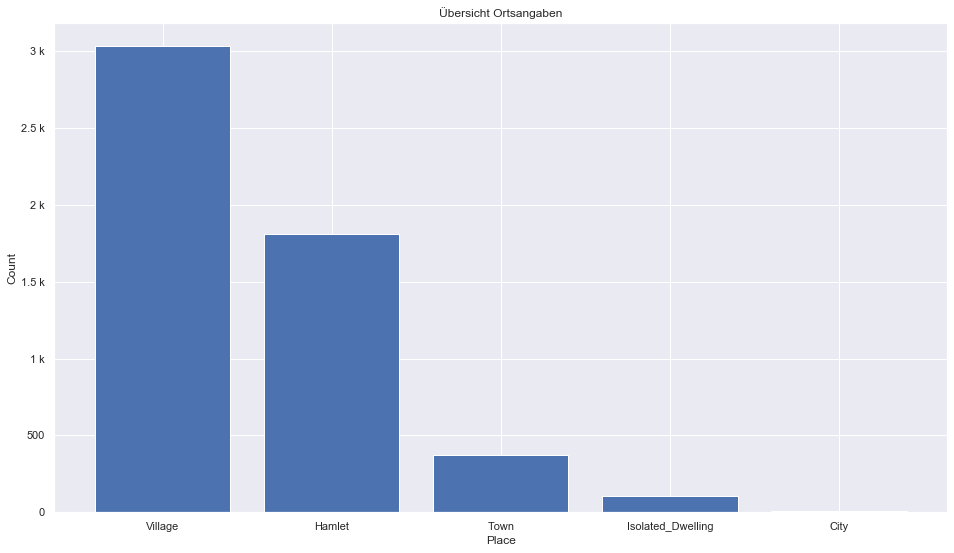 Übersicht Ortsangaben
3 k
2.5 k
2 k
1.5 k
1 k
500
0
Count
Village Hamlet Town Isolated_Dwelling City
Place